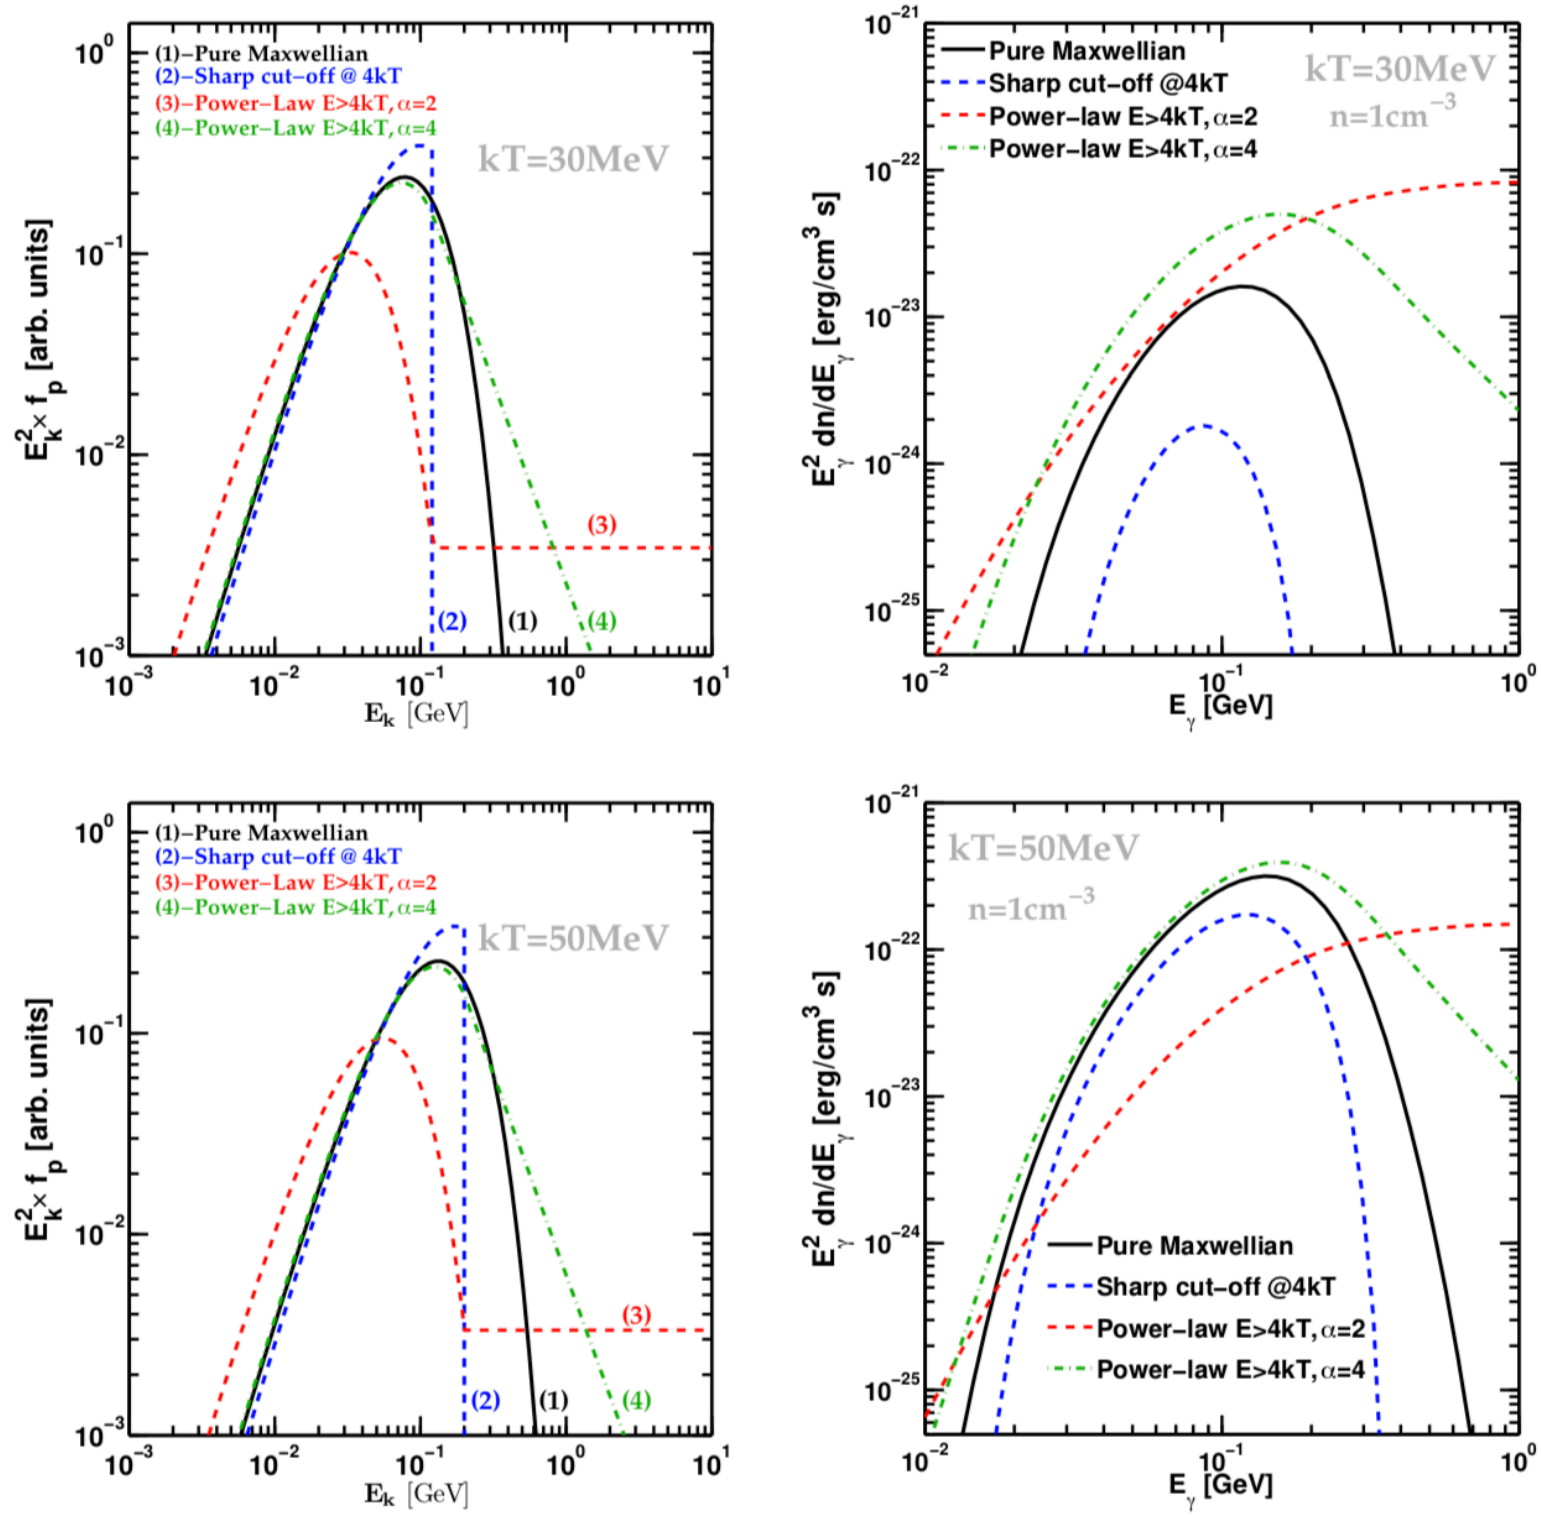 (1)−Pure Maxwellian
(2)−Sharp cut−off @ 4kT
(3)−Power−Law E>4kT, α=2
(4)−Power−Law E>4kT, α=4
kT=30MeV
10⁰
10⁻¹
10⁻²
10⁻³
E²ₖ× fₚ [arb. units]
(3)
(2)
(1)
(4)
10⁻³ 10⁻² 10⁻¹ 10⁰ 10¹
Eₖ [GeV]
Pure Maxwellian
Sharp cut−off @4kT
Power−law E>4kT, α=2
Power−law E>4kT, α=4
kT=30MeV
n=1cm⁻³
10⁻²¹
10⁻²²
10⁻²³
10⁻²⁴
10⁻²⁵
E²ᵧ dn/dEᵧ [erg/cm³ s]
10⁻² 10⁻¹ 10⁰
Eᵧ [GeV]
(1)−Pure Maxwellian
(2)−Sharp cut−off @ 4kT
(3)−Power−Law E>4kT, α=2
(4)−Power−Law E>4kT, α=4
kT=50MeV
10⁰
10⁻¹
10⁻²
10⁻³
E²ₖ× fₚ [arb. units]
(3)
(2)
(1)
(4)
10⁻³ 10⁻² 10⁻¹ 10⁰ 10¹
Eₖ [GeV]
kT=50MeV
n=1cm⁻³
10⁻²¹
10⁻²²
10⁻²³
10⁻²⁴
10⁻²⁵
E²ᵧ dn/dEᵧ [erg/cm³ s]
Pure Maxwellian
Sharp cut−off @4kT
Power−law E>4kT, α=2
Power−law E>4kT, α=4
10⁻² 10⁻¹ 10⁰
Eᵧ [GeV]